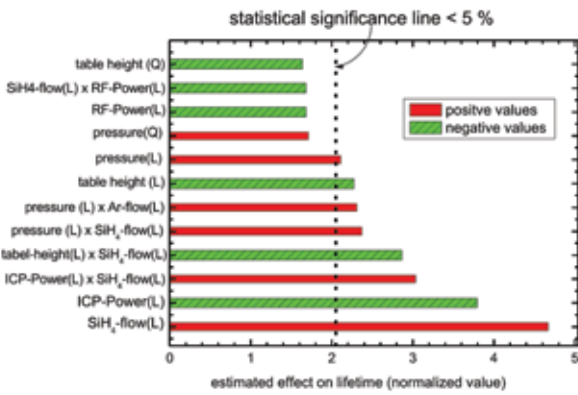 statistical significance line < 5 %
table height (Q)
SiH4-flow(L) x RF-Power(L)
RF-Power(L)
pressure(Q)
pressure(L)
table height (L)
pressure (L) x Ar-flow(L)
pressure (L) x SiH₄-flow(L)
tabel-height(L) x SiH₄-flow(L)
ICP-Power(L) x SiH₄-flow(L)
ICP-Power(L)
SiH₄-flow(L)
positve values
negative values
0 1 2 3 4 5
estimated effect on lifetime (normalized value)